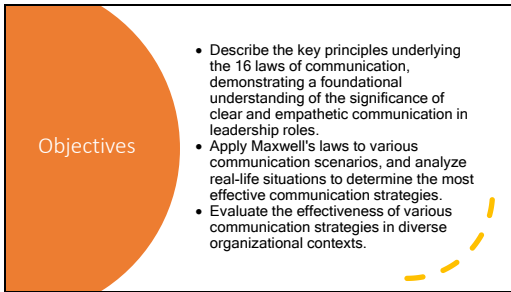 Objectives
• Describe the key principles underlying
the 16 laws of communication,
demonstrating a foundational
understanding of the significance of
clear and empathetic communication in
leadership roles.
• Apply Maxwell's laws to various
communication scenarios, and analyze
real-life situations to determine the most
effective communication strategies.
• Evaluate the effectiveness of various
communication strategies in diverse
organizational contexts.